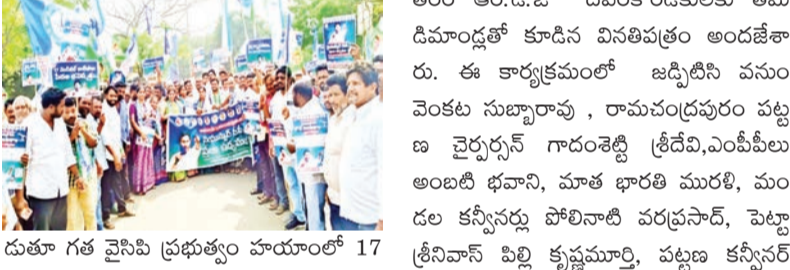 డుతూ గత వైసిపి ప్రభుత్వం హయాంలో 17
డిమాండ్లతో కూడిన వినతిపత్రం అందజేశా
రు. ఈ కార్యక్రమంలో జడ్పిటిసి వనుం
వెంకట సుబ్బారావు , రామచంద్రపురం పట్ట
ణ చైర్పర్సన్ గాదంశెట్టి శ్రీదేవి,ఎంపీపీలు
అంబటి భవాని, మాత భారతి మురళి, మం
డల కన్వీనర్లు పోలినాటి వరప్రసాద్, పెట్టా
శ్రీనివాస్ పిల్లి కృష్ణమూర్తి, పట్టణ కన్వీనర్